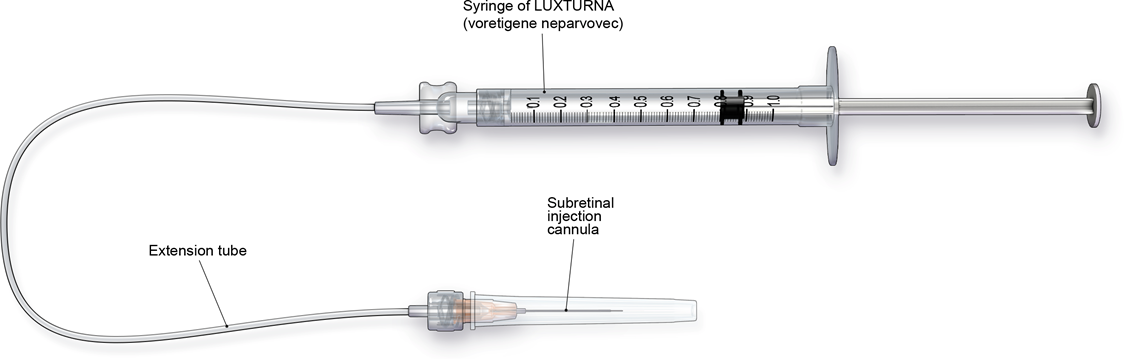 Syringe of LUXTURNA
(voretigene neparvovec)
0.1 0.2 0.3 0.4 0.5 0.6 0.7 0.8 0.9 1.0
Subretinal
injection
cannula
Extension tube